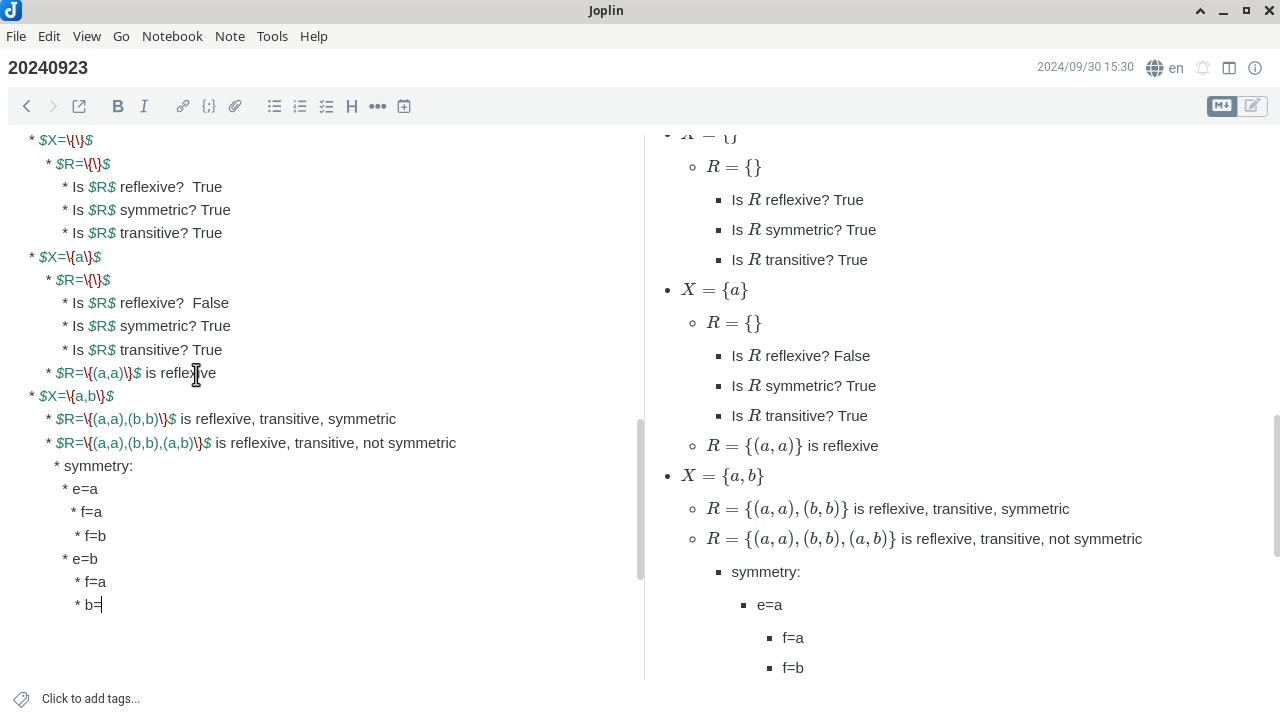 Joplin
File Edit View Go Notebook Note Tools Help
20240923
2024/09/30 15:30 en
B I H M↓
* $X=\{\}$
* $R=\{\}$
* Is $R$ reflexive?  True
* Is $R$ symmetric? True
* Is $R$ transitive? True
* $X=\{a\}$
* $R=\{\}$
* Is $R$ reflexive?  False
* Is $R$ symmetric? True
* Is $R$ transitive? True
* $R=\{(a,a)\}$ is reflexive
* $X=\{a,b\}$
* $R=\{(a,a),(b,b)\}$ is reflexive, transitive, symmetric
* $R=\{(a,a),(b,b),(a,b)\}$ is reflexive, transitive, not symmetric
* symmetry:
* e=a
* f=a
* f=b
* e=b
* f=a
* b=
• X = {}
◦ R = {}
▪ Is R reflexive? True
▪ Is R symmetric? True
▪ Is R transitive? True
• X = {a}
◦ R = {}
▪ Is R reflexive? False
▪ Is R symmetric? True
▪ Is R transitive? True
◦ R = {(a, a)} is reflexive
• X = {a, b}
◦ R = {(a, a), (b, b)} is reflexive, transitive, symmetric
◦ R = {(a, a), (b, b), (a, b)} is reflexive, transitive, not symmetric
▪ symmetry:
▪ e=a
▪ f=a
▪ f=b
Click to add tags...